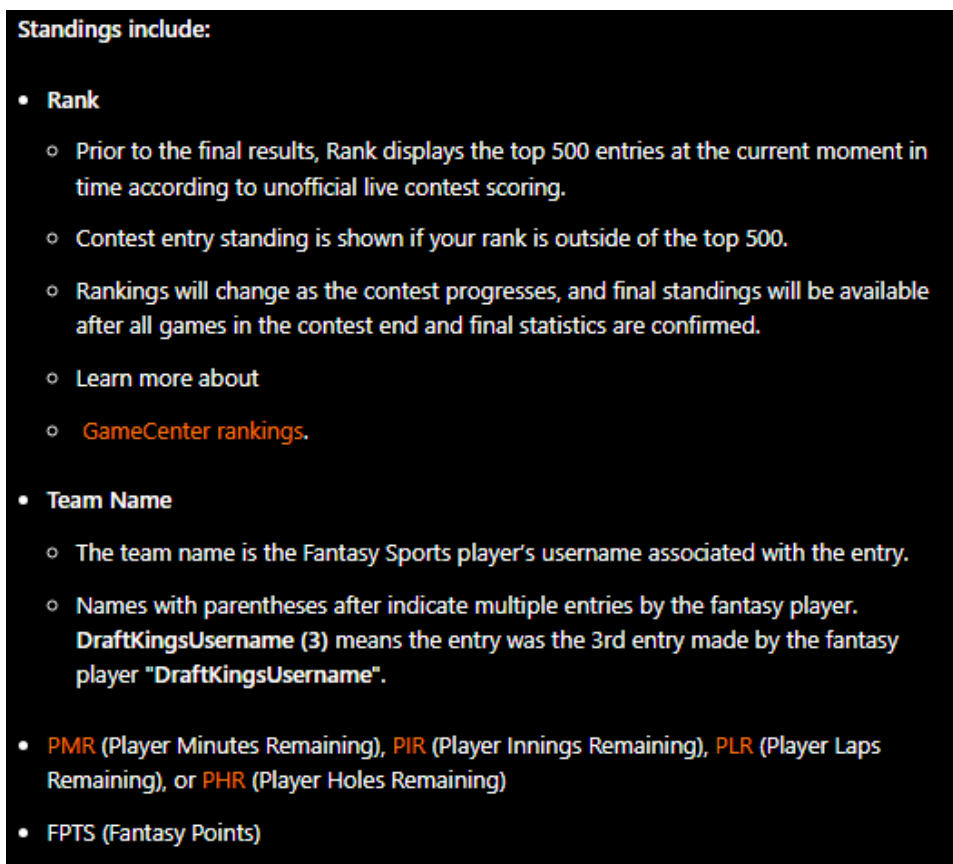 Standings include:
• Rank
○ Prior to the final results, Rank displays the top 500 entries at the current moment in
time according to unofficial live contest scoring.
○ Contest entry standing is shown if your rank is outside of the top 500.
○ Rankings will change as the contest progresses, and final standings will be available
after all games in the contest end and final statistics are confirmed.
○ Learn more about
○ GameCenter rankings.
• Team Name
○ The team name is the Fantasy Sports player's username associated with the entry.
○ Names with parentheses after indicate multiple entries by the fantasy player.
DraftKingsUsername (3) means the entry was the 3rd entry made by the fantasy
player "DraftKingsUsername".
• PMR (Player Minutes Remaining), PIR (Player Innings Remaining), PLR (Player Laps
Remaining), or PHR (Player Holes Remaining)
• FPTS (Fantasy Points)